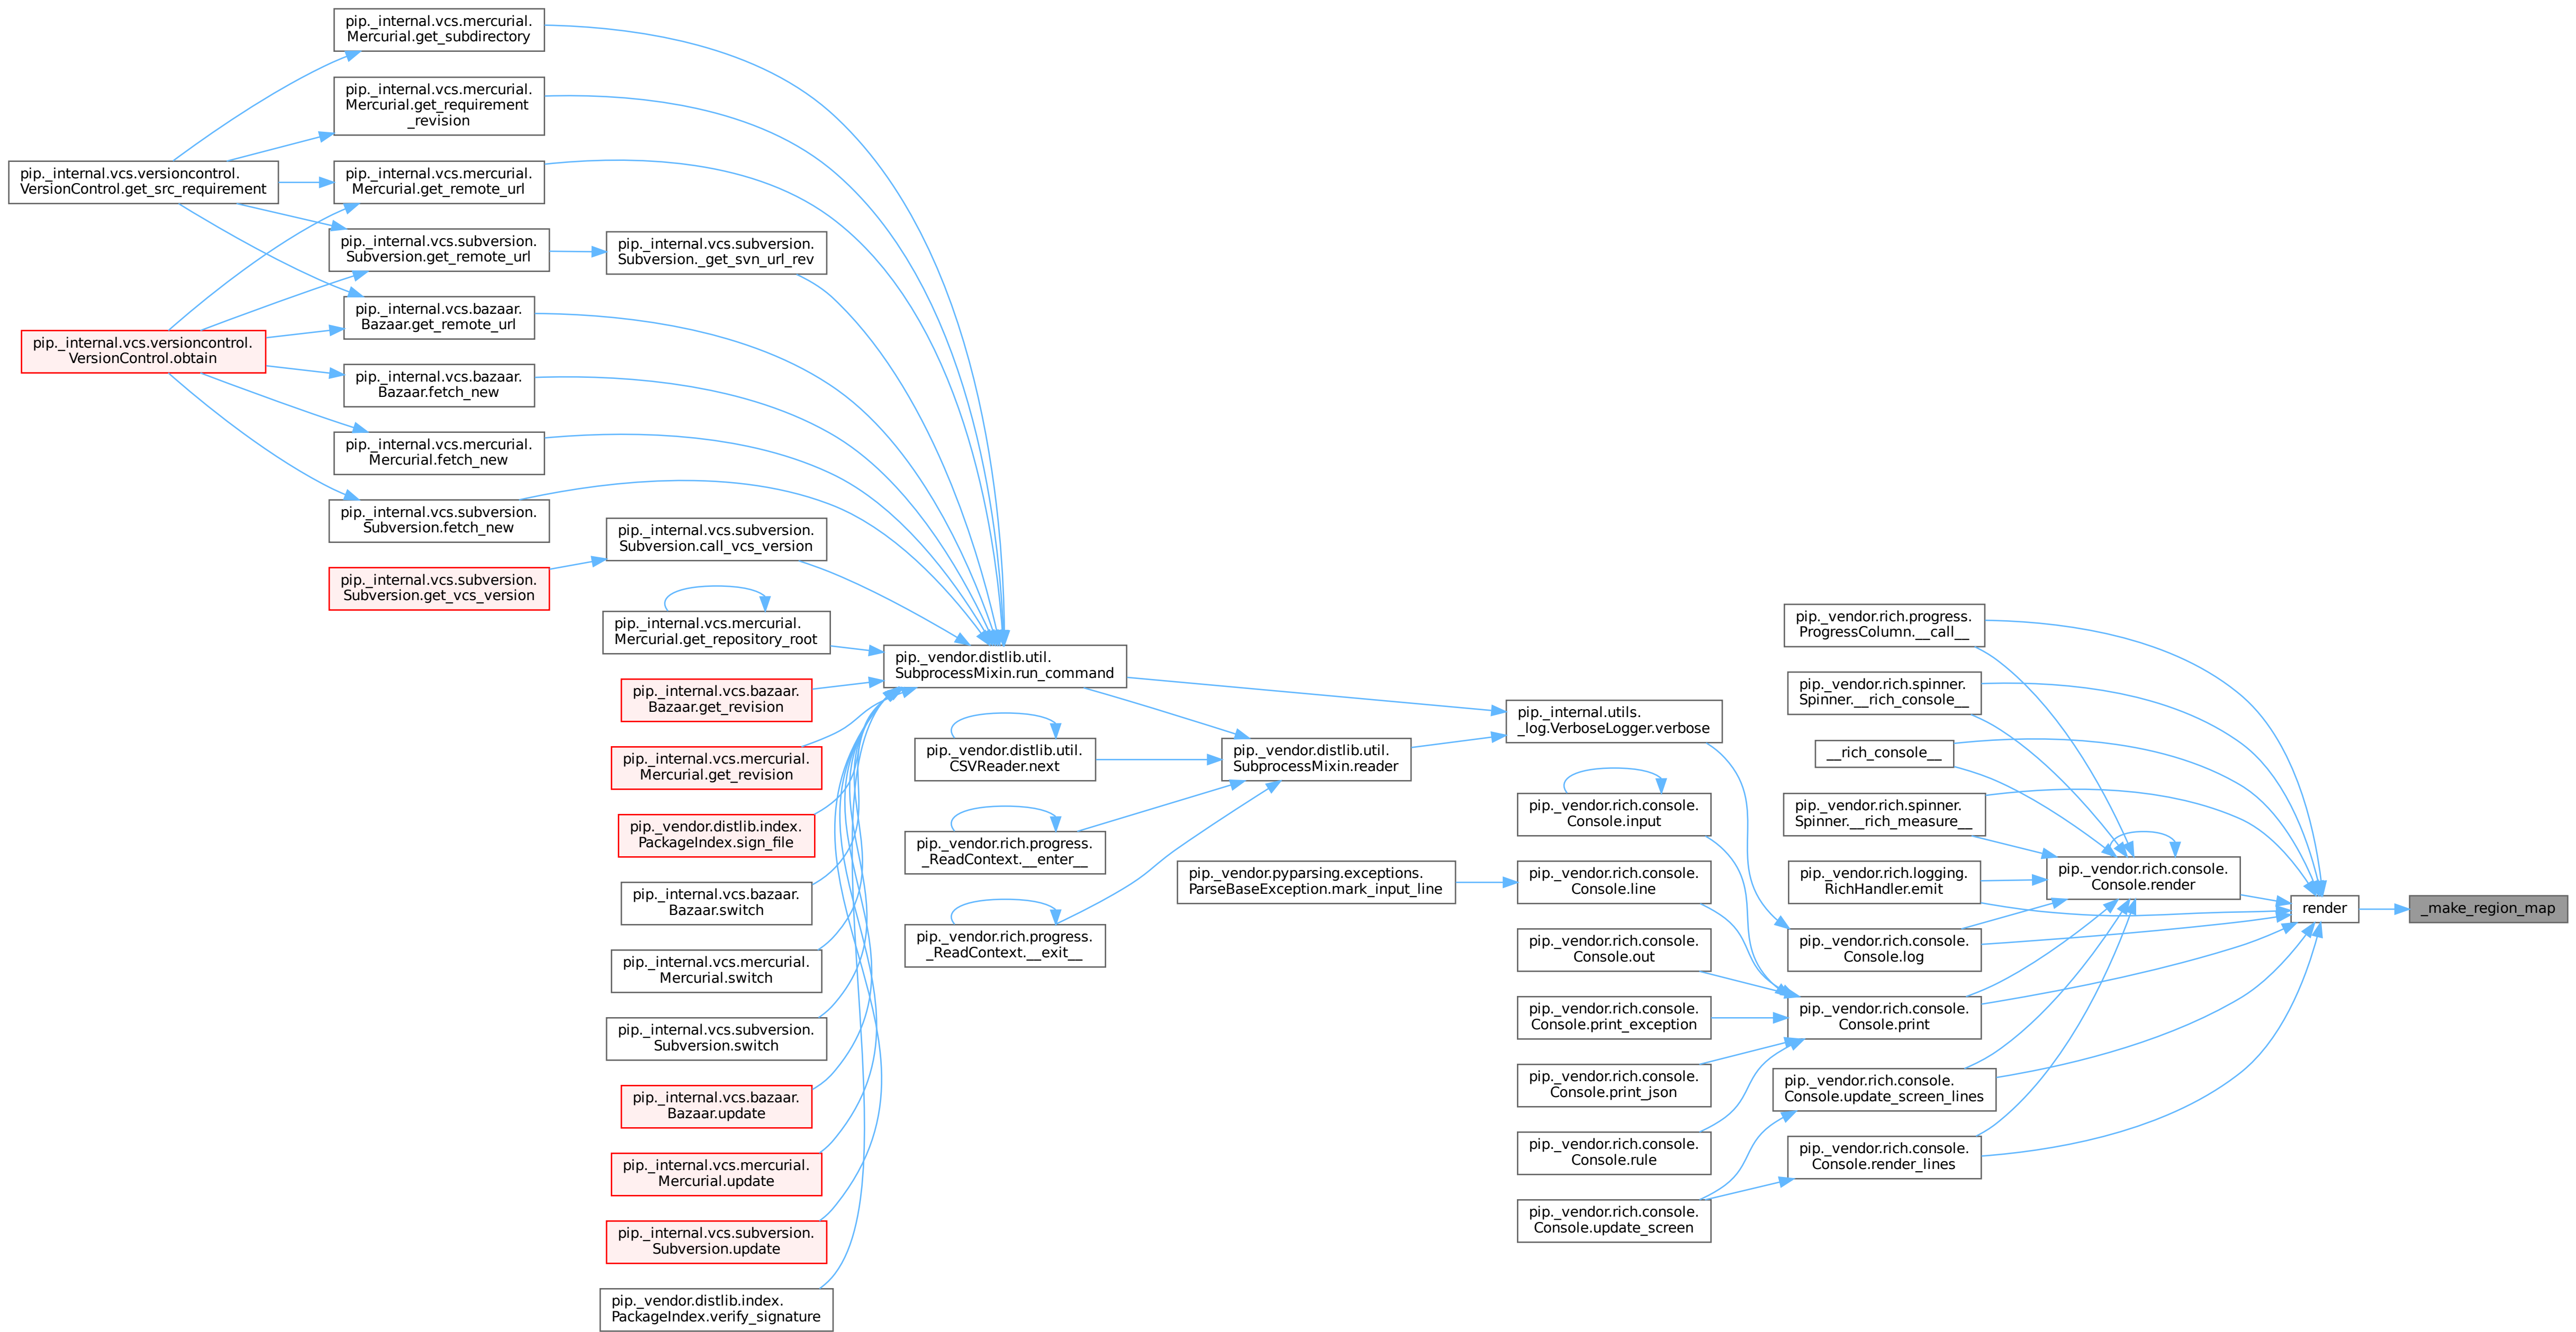 pip._internal.vcs.mercurial.
Mercurial.get_subdirectory
pip._internal.vcs.mercurial.
Mercurial.get_requirement
_revision
pip._internal.vcs.versioncontrol.
VersionControl.get_src_requirement
pip._internal.vcs.mercurial.
Mercurial.get_remote_url
pip._internal.vcs.subversion.
Subversion.get_remote_url
pip._internal.vcs.subversion.
Subversion._get_svn_url_rev
pip._internal.vcs.bazaar.
Bazaar.get_remote_url
pip._internal.vcs.versioncontrol.
VersionControl.obtain
pip._internal.vcs.bazaar.
Bazaar.fetch_new
pip._internal.vcs.mercurial.
Mercurial.fetch_new
pip._internal.vcs.subversion.
Subversion.fetch_new
pip._internal.vcs.subversion.
Subversion.call_vcs_version
pip._internal.vcs.subversion.
Subversion.get_vcs_version
pip._internal.vcs.mercurial.
Mercurial.get_repository_root
pip._internal.vcs.bazaar.
Bazaar.get_revision
pip._internal.vcs.mercurial.
Mercurial.get_revision
pip._vendor.distlib.index.
PackageIndex.sign_file
pip._internal.vcs.bazaar.
Bazaar.switch
pip._internal.vcs.mercurial.
Mercurial.switch
pip._internal.vcs.subversion.
Subversion.switch
pip._internal.vcs.bazaar.
Bazaar.update
pip._internal.vcs.mercurial.
Mercurial.update
pip._internal.vcs.subversion.
Subversion.update
pip._vendor.distlib.index.
PackageIndex.verify_signature
pip._vendor.distlib.util.
SubprocessMixin.run_command
pip._vendor.distlib.util.
CSVReader.next
pip._vendor.rich.progress.
_ReadContext.__enter__
pip._vendor.rich.progress.
_ReadContext.__exit__
pip._vendor.distlib.util.
SubprocessMixin.reader
pip._vendor.pyparsing.exceptions.
ParseBaseException.mark_input_line
pip._internal.utils.
_log.VerboseLogger.verbose
pip._vendor.rich.console.
Console.input
pip._vendor.rich.console.
Console.line
pip._vendor.rich.console.
Console.out
pip._vendor.rich.console.
Console.print_exception
pip._vendor.rich.console.
Console.print_json
pip._vendor.rich.console.
Console.rule
pip._vendor.rich.console.
Console.update_screen
pip._vendor.rich.progress.
ProgressColumn.__call__
pip._vendor.rich.spinner.
Spinner.__rich_console__
__rich_console__
pip._vendor.rich.spinner.
Spinner.__rich_measure__
pip._vendor.rich.logging.
RichHandler.emit
pip._vendor.rich.console.
Console.log
pip._vendor.rich.console.
Console.print
pip._vendor.rich.console.
Console.update_screen_lines
pip._vendor.rich.console.
Console.render_lines
pip._vendor.rich.console.
Console.render
render
_make_region_map